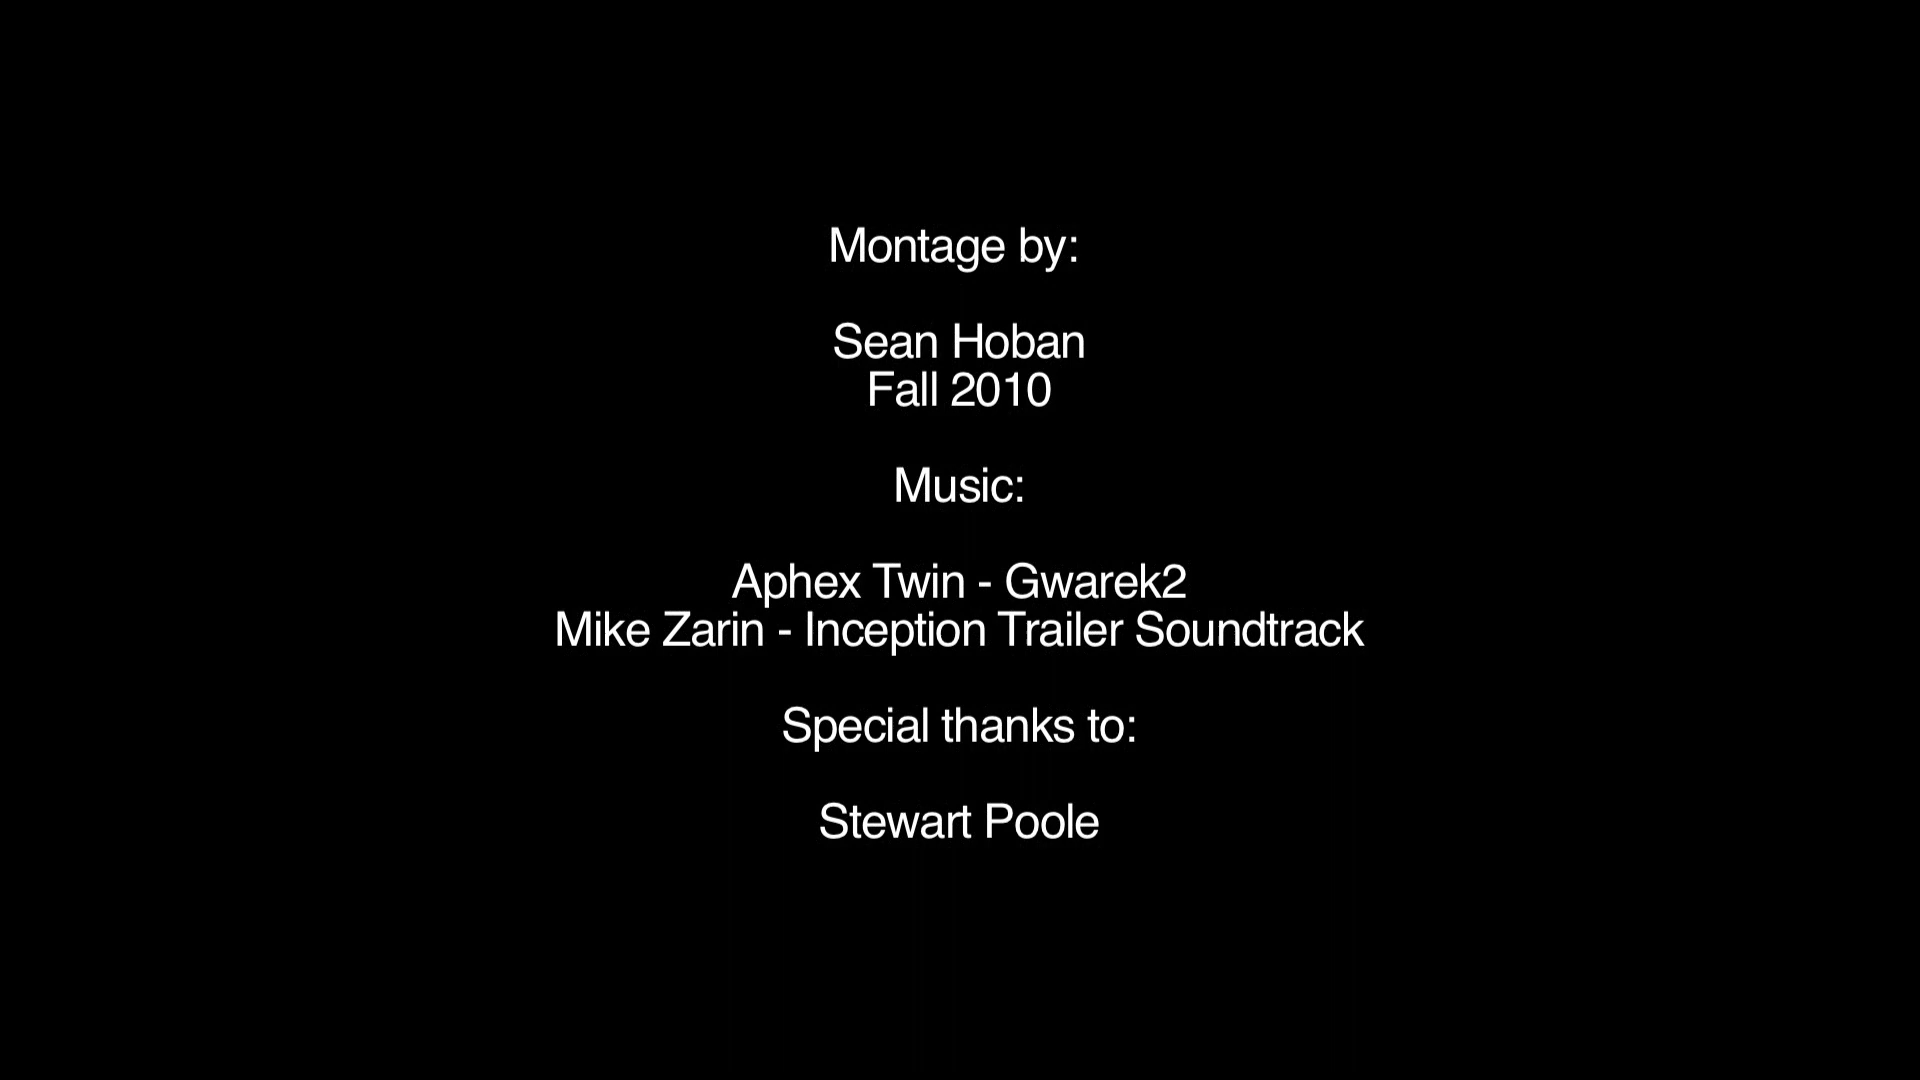 Montage by:
Sean Hoban
Fall 2010
Music:
Aphex Twin - Gwarek2
Mike Zarin - Inception Trailer Soundtrack
Special thanks to:
Stewart Poole